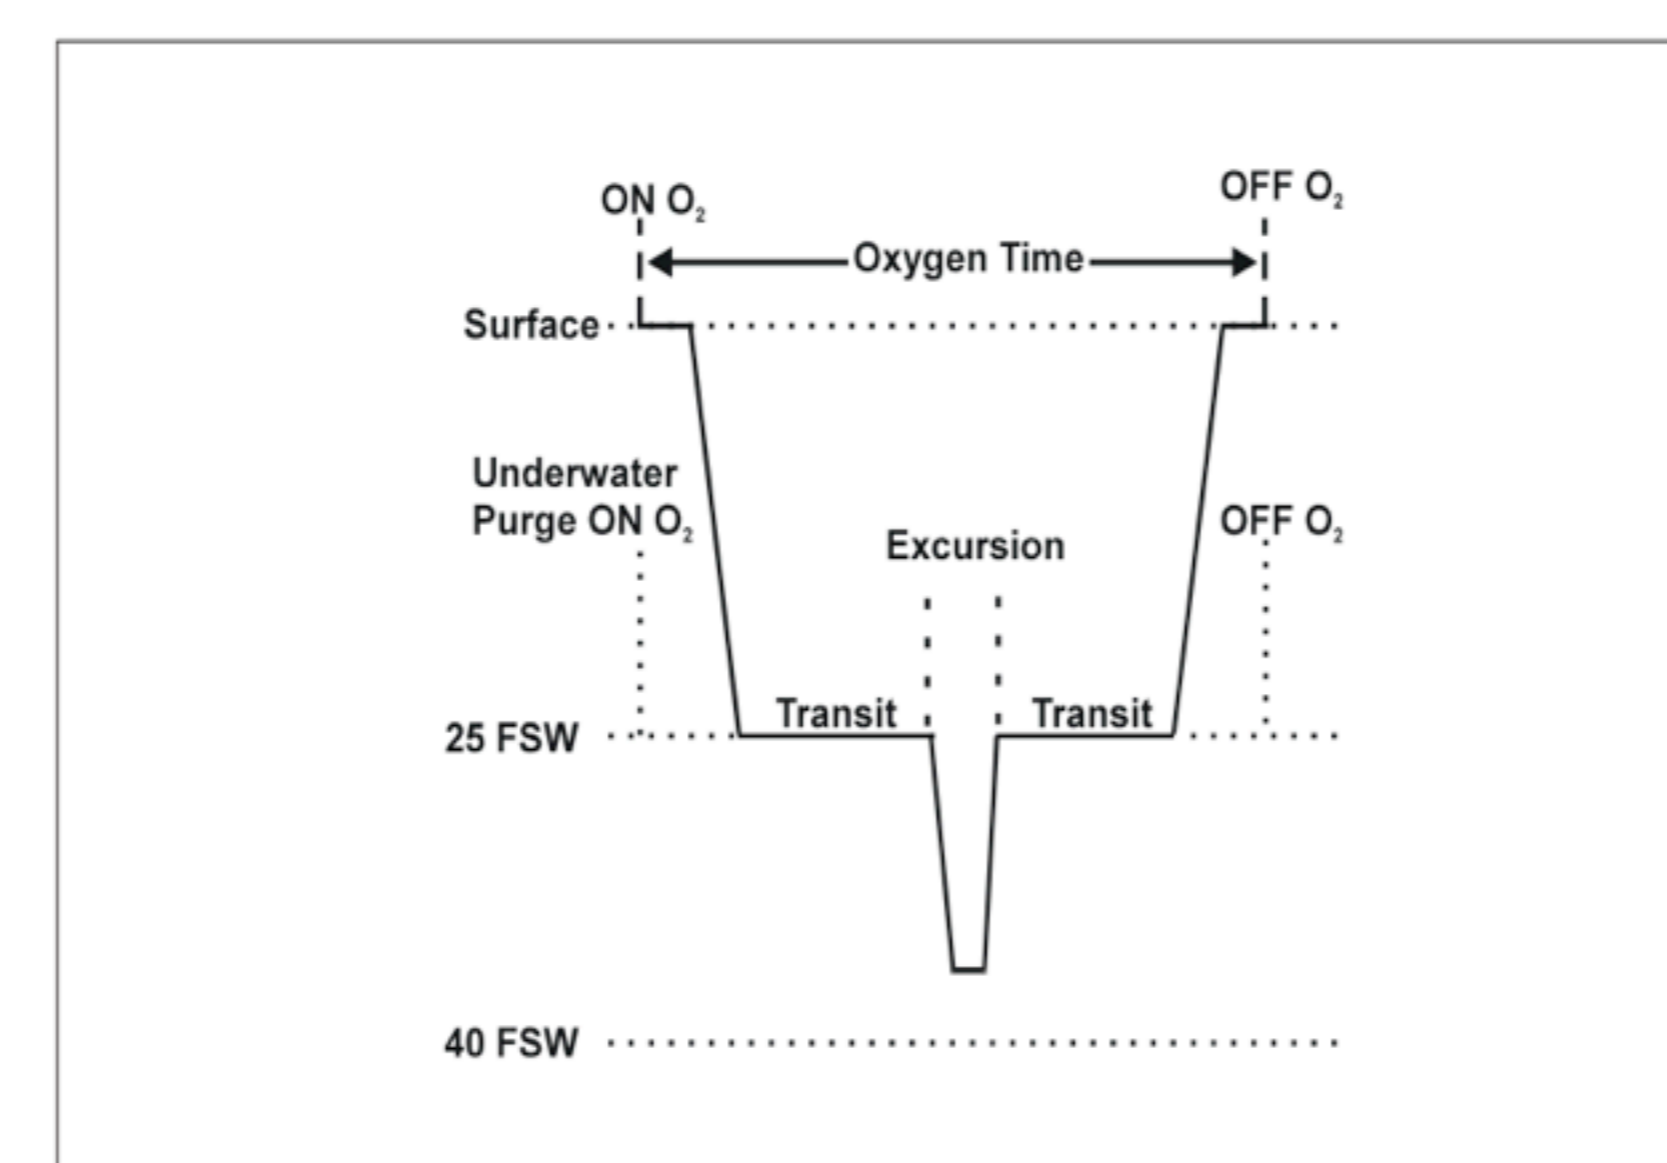 ON O₂
OFF O₂
Oxygen Time
Surface
Underwater
Purge ON O₂
OFF O₂
Excursion
Transit
Transit
25 FSW
40 FSW